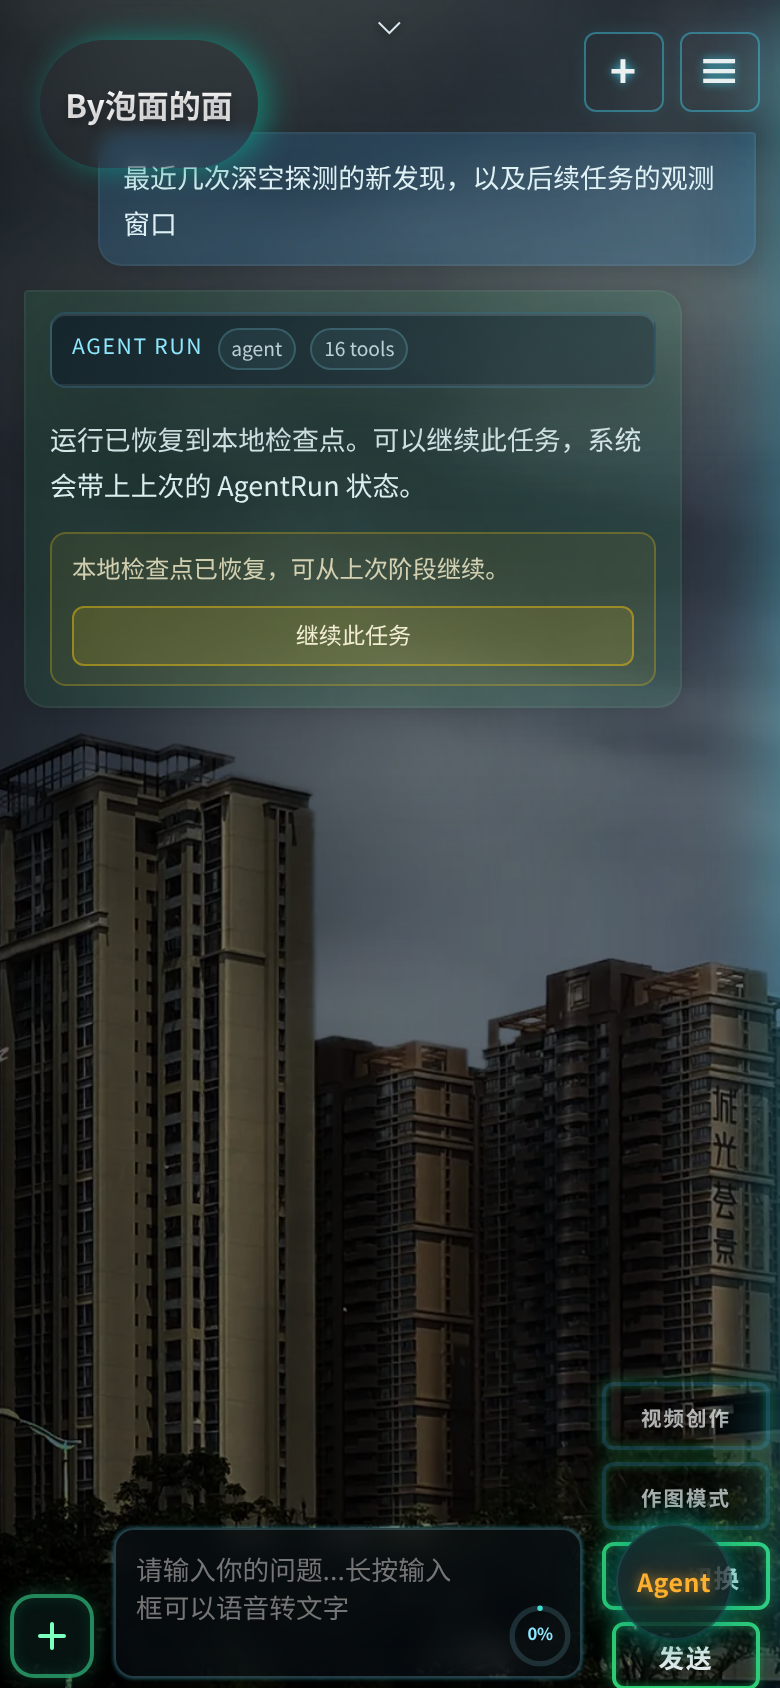 By泡面的面
最近几次深空探测的新发现，以及后续任务的观测
窗口
AGENT RUN agent 16 tools
运行已恢复到本地检查点。可以继续此任务，系统
会带上上次的 AgentRun 状态。
本地检查点已恢复，可从上次阶段继续。
继续此任务
城光荟景
视频创作
作图模式
请输入你的问题...长按输入
框可以语音转文字
0%
Agent
换
发送